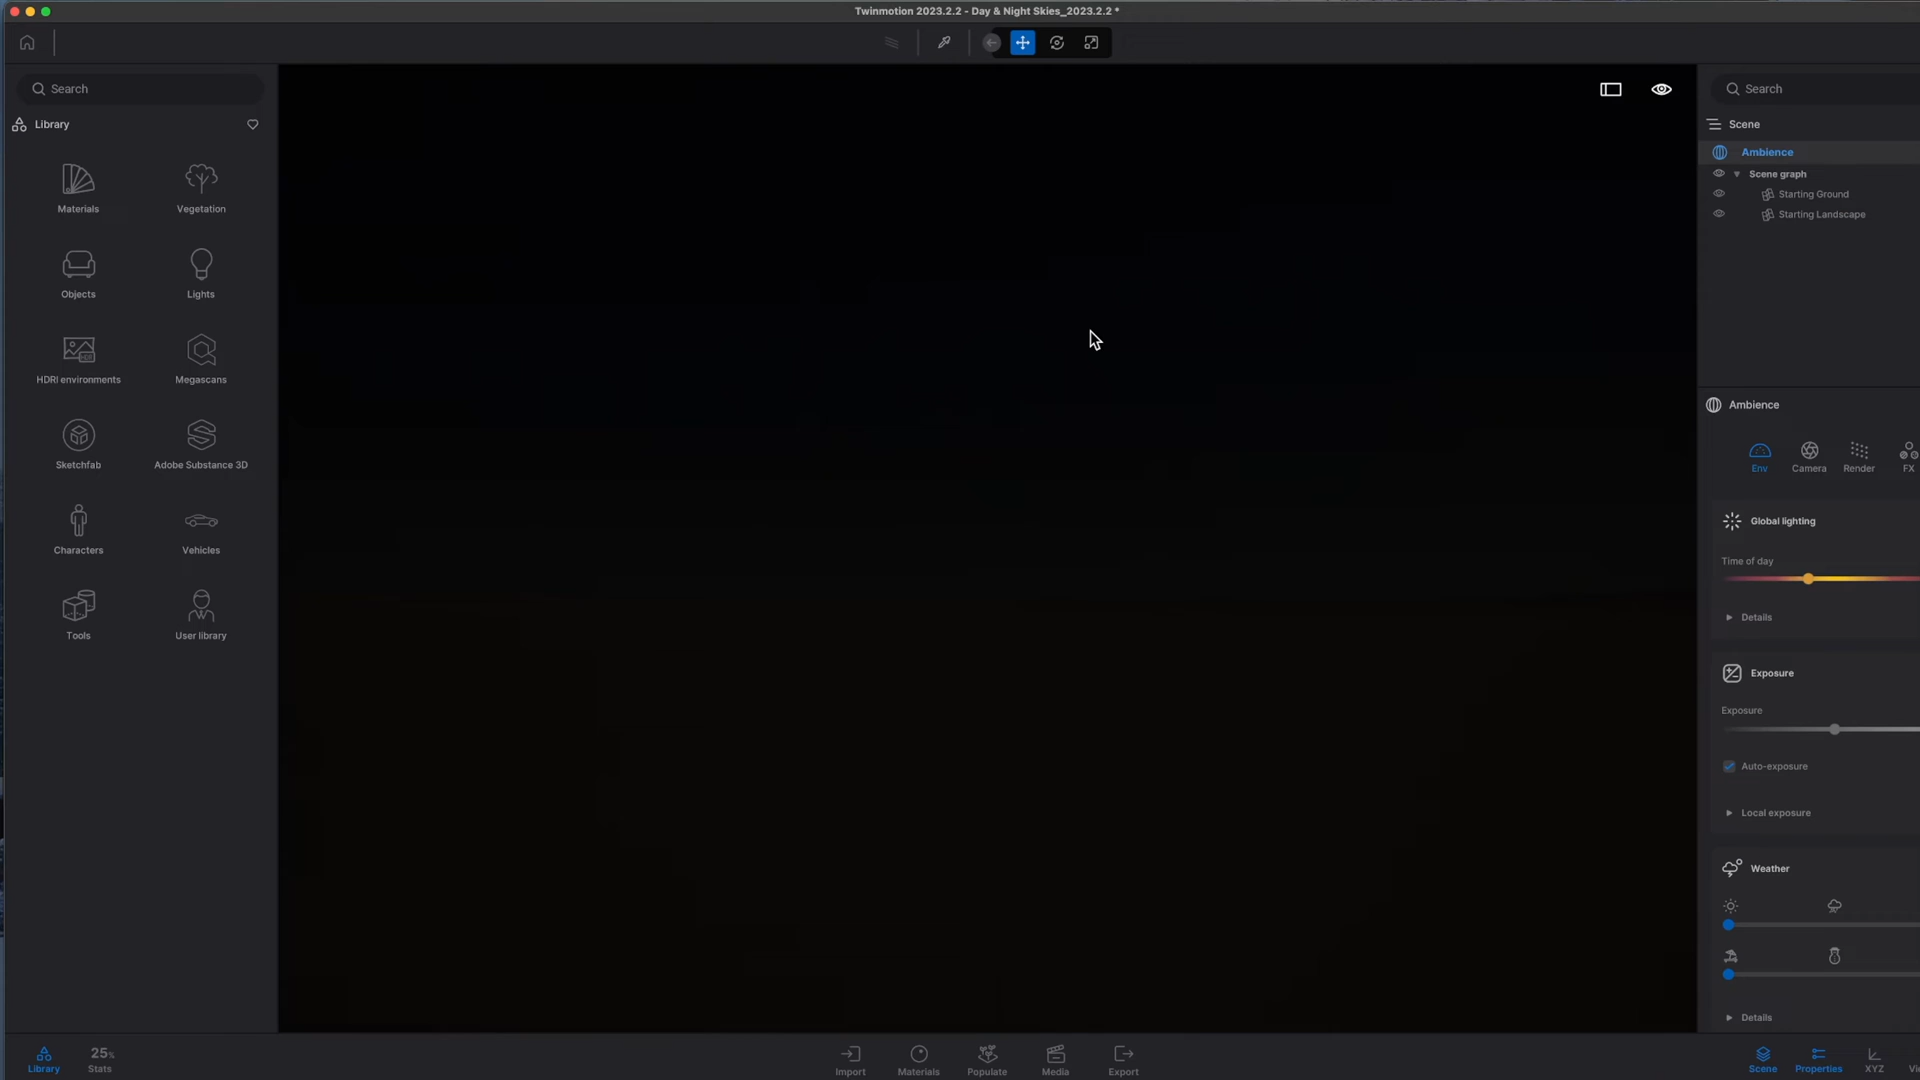 Twinmotion 2023.2.2 - Day & Night Skies_2023.2.2 *
Search
Library
Materials
Vegetation
Objects
Lights
HDRI environments
Megascans
Sketchfab
Adobe Substance 3D
Characters
Vehicles
Tools
User library
Search
Scene
Ambience
Scene graph
Starting Ground
Starting Landscape
Ambience
Env
Camera
Render
FX
Global lighting
Time of day
Details
Exposure
Exposure
Auto-exposure
Local exposure
Weather
Details
Library
25%
Stats
Import
Materials
Populate
Media
Export
Scene
Properties
XYZ